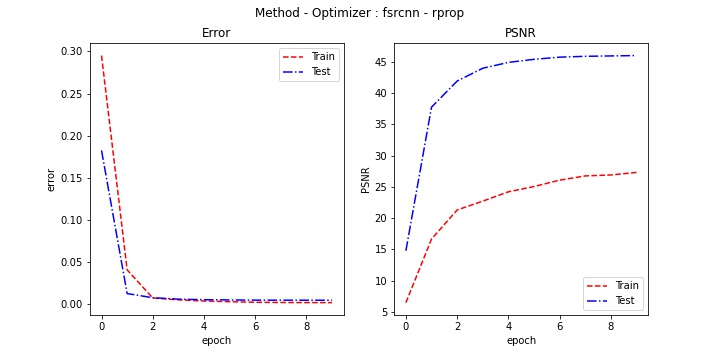 Method - Optimizer : fsrcnn - rprop
Error
0.30
0.25
0.20
0.15
0.10
0.05
0.00
error
0 2 4 6 8
epoch
Train
Test
PSNR
45
40
35
30
25
20
15
10
5
PSNR
0 2 4 6 8
epoch
Train
Test